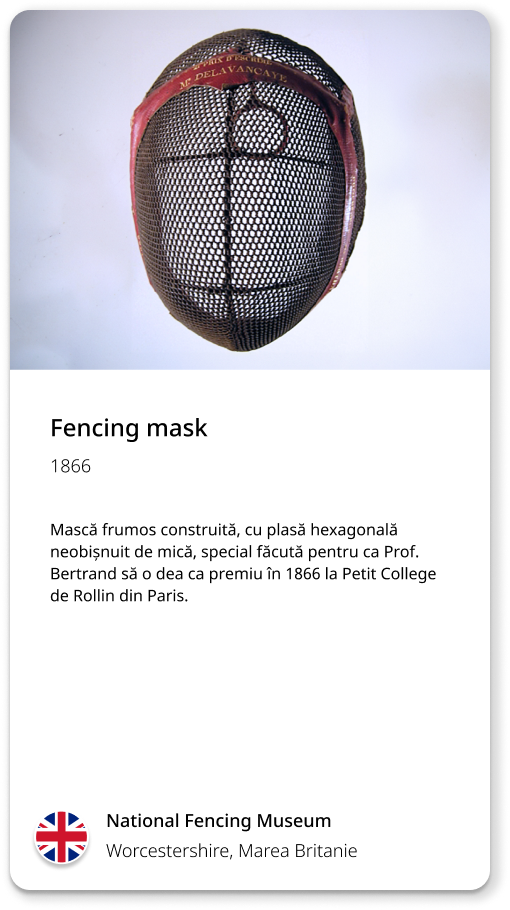 PRIX D'ESCRIME
Mr DELAVANCAYE
Fencing mask
1866
Mască frumos construită, cu plasă hexagonală
neobișnuit de mică, special făcută pentru ca Prof.
Bertrand să o dea ca premiu în 1866 la Petit College
de Rollin din Paris.
National Fencing Museum
Worcestershire, Marea Britanie